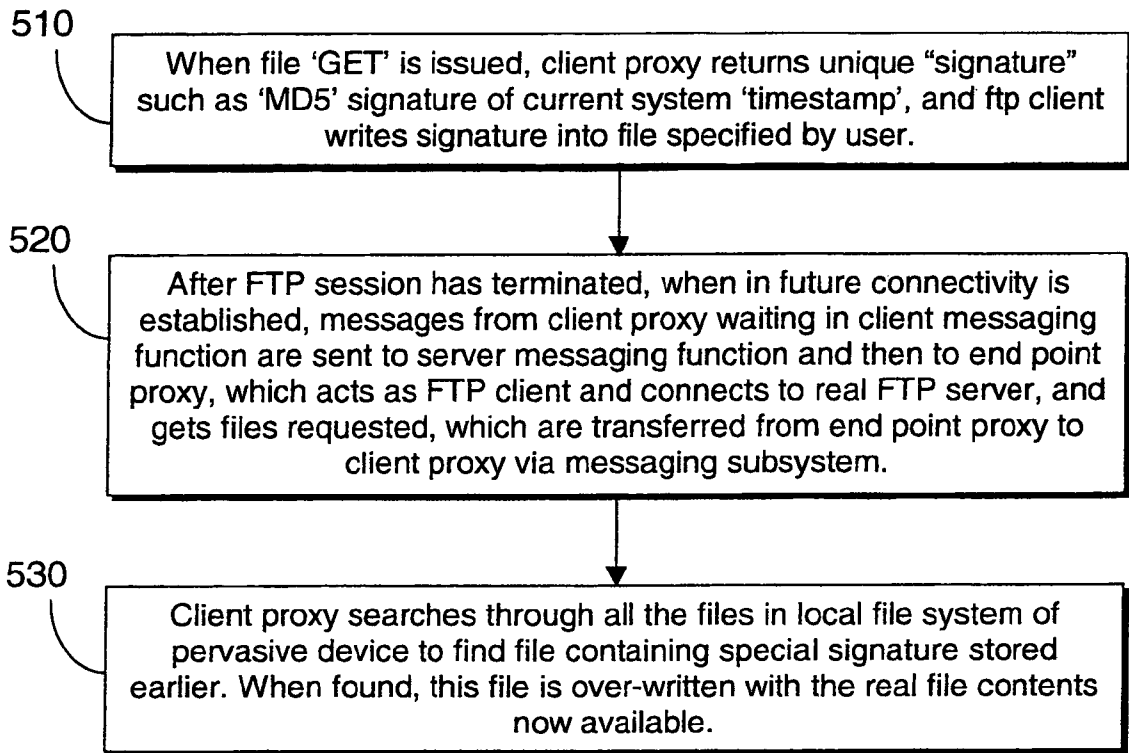 510
When file 'GET' is issued, client proxy returns unique “signature”
such as 'MD5' signature of current system 'timestamp', and ftp client
writes signature into file specified by user.
520
After FTP session has terminated, when in future connectivity is
established, messages from client proxy waiting in client messaging
function are sent to server messaging function and then to end point
proxy, which acts as FTP client and connects to real FTP server, and
gets files requested, which are transferred from end point proxy to
client proxy via messaging subsystem.
530
Client proxy searches through all the files in local file system of
pervasive device to find file containing special signature stored
earlier. When found, this file is over-written with the real file contents
now available.